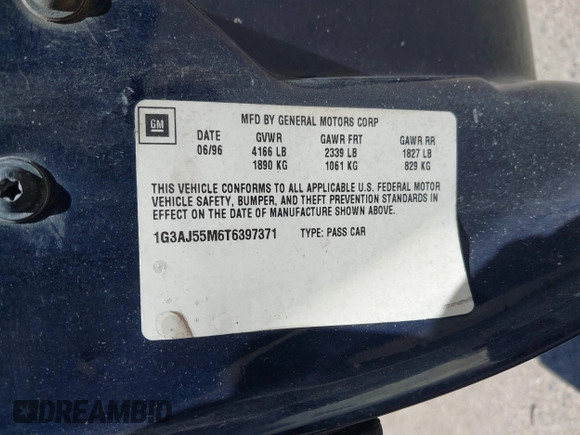 GM
MFD BY GENERAL MOTORS CORP
DATE GVWR GAWR FRT GAWR RR
06/96 4166 LB 2339 LB 1827 LB
1890 KG 1061 KG 829 KG
THIS VEHICLE CONFORMS TO ALL APPLICABLE U.S. FEDERAL MOTOR
VEHICLE SAFETY, BUMPER, AND THEFT PREVENTION STANDARDS IN
EFFECT ON THE DATE OF MANUFACTURE SHOWN ABOVE.
1G3AJ55M6T6397371 TYPE: PASS CAR
DREAMBID